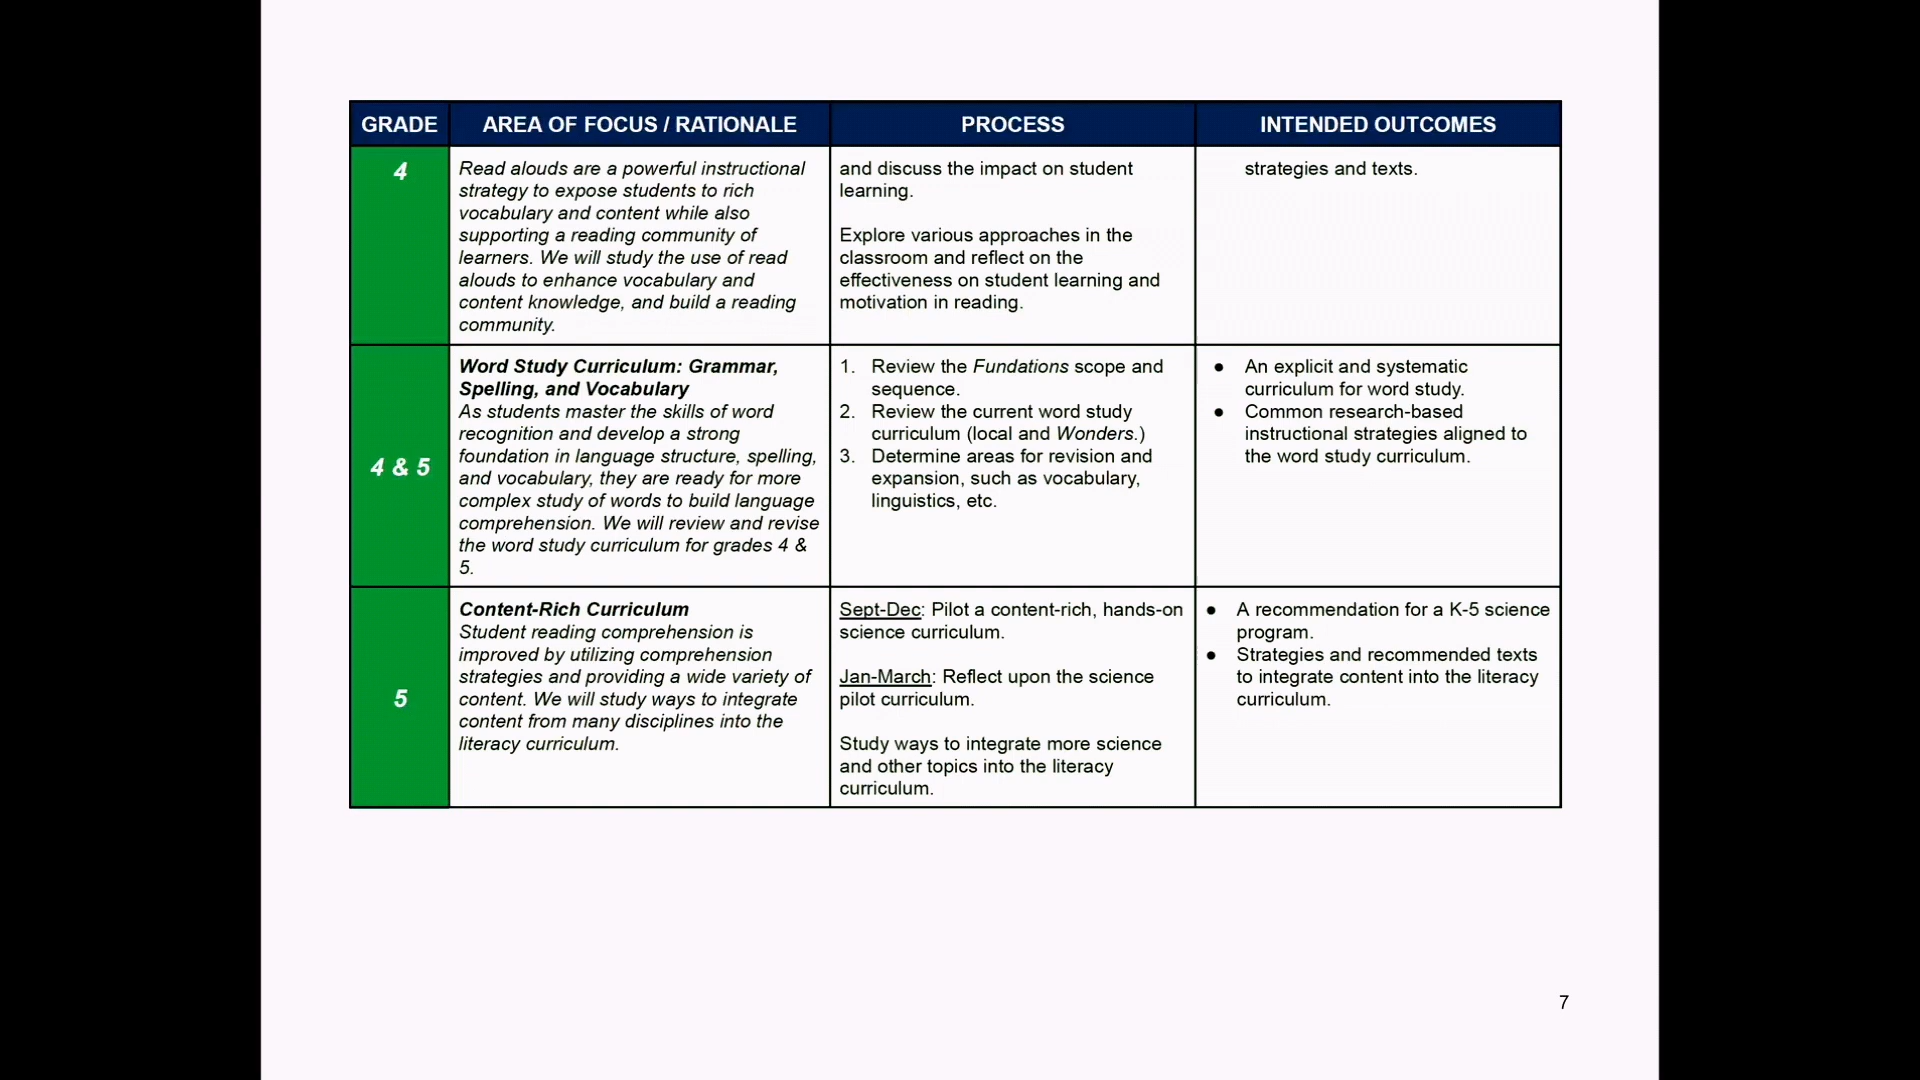 GRADE
AREA OF FOCUS / RATIONALE
PROCESS
INTENDED OUTCOMES
4
Read alouds are a powerful instructional
strategy to expose students to rich
vocabulary and content while also
supporting a reading community of
learners. We will study the use of read
alouds to enhance vocabulary and
content knowledge, and build a reading
community.
and discuss the impact on student
learning.
Explore various approaches in the
classroom and reflect on the
effectiveness on student learning and
motivation in reading.
strategies and texts.
4 & 5
Word Study Curriculum: Grammar,
Spelling, and Vocabulary
As students master the skills of word
recognition and develop a strong
foundation in language structure, spelling,
and vocabulary, they are ready for more
complex study of words to build language
comprehension. We will review and revise
the word study curriculum for grades 4 &
5.
1. Review the Fundations scope and
sequence.
2. Review the current word study
curriculum (local and Wonders.)
3. Determine areas for revision and
expansion, such as vocabulary,
linguistics, etc.
● An explicit and systematic
curriculum for word study.
● Common research-based
instructional strategies aligned to
the word study curriculum.
5
Content-Rich Curriculum
Student reading comprehension is
improved by utilizing comprehension
strategies and providing a wide variety of
content. We will study ways to integrate
content from many disciplines into the
literacy curriculum.
Sept-Dec: Pilot a content-rich, hands-on
science curriculum.
Jan-March: Reflect upon the science
pilot curriculum.
Study ways to integrate more science
and other topics into the literacy
curriculum.
● A recommendation for a K-5 science
program.
● Strategies and recommended texts
to integrate content into the literacy
curriculum.
7